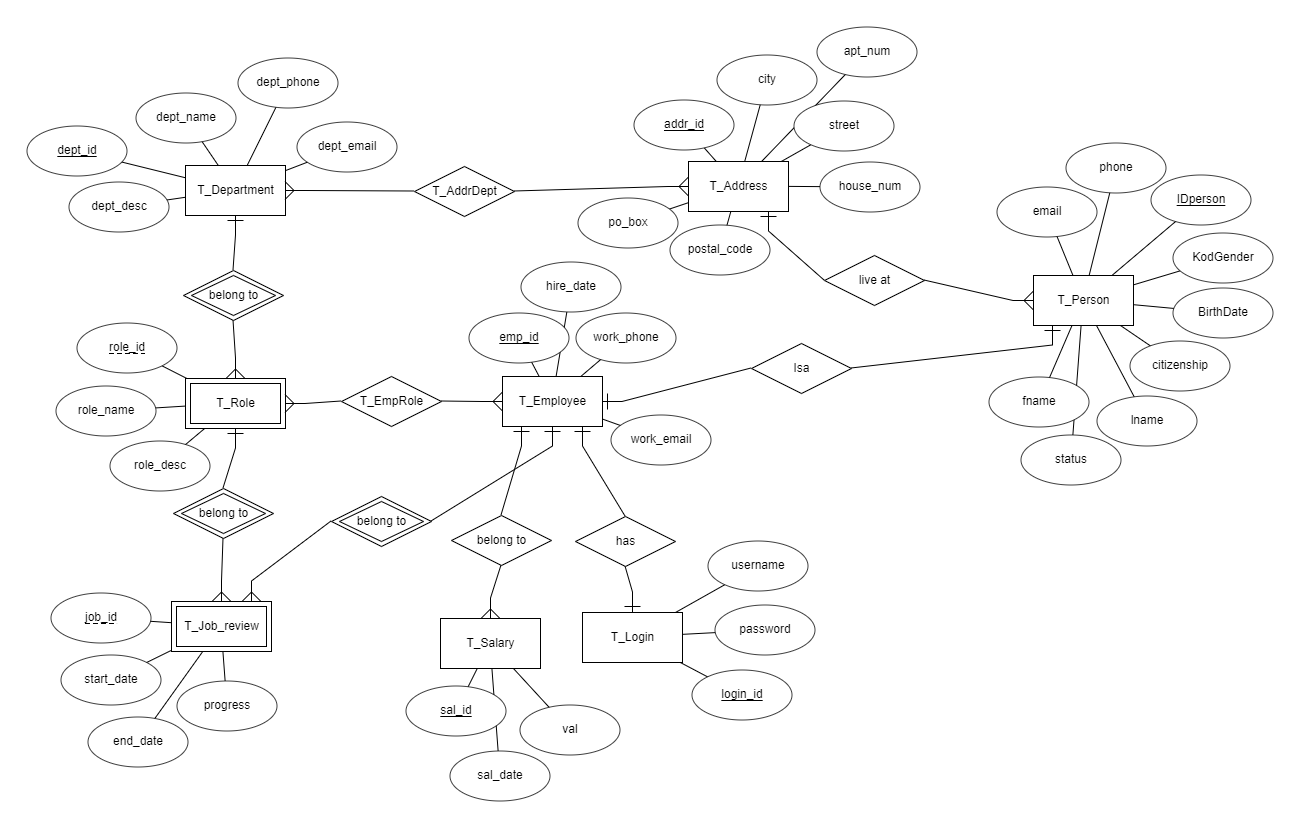 apt_num
city
dept_phone
dept_name
addr_id
street
dept_id
dept_email
phone
T_Department
T_AddrDept
T_Address
house_num
IDperson
dept_desc
email
po_box
postal_code
KodGender
belong to
hire_date
live at
T_Person
BirthDate
role_id
emp_id
work_phone
Isa
citizenship
role_name
T_Role
T_EmpRole
T_Employee
fname
lname
role_desc
work_email
status
belong to
belong to
belong to
has
username
job_id
T_Job_review
T_Salary
T_Login
password
start_date
progress
sal_id
login_id
end_date
val
sal_date